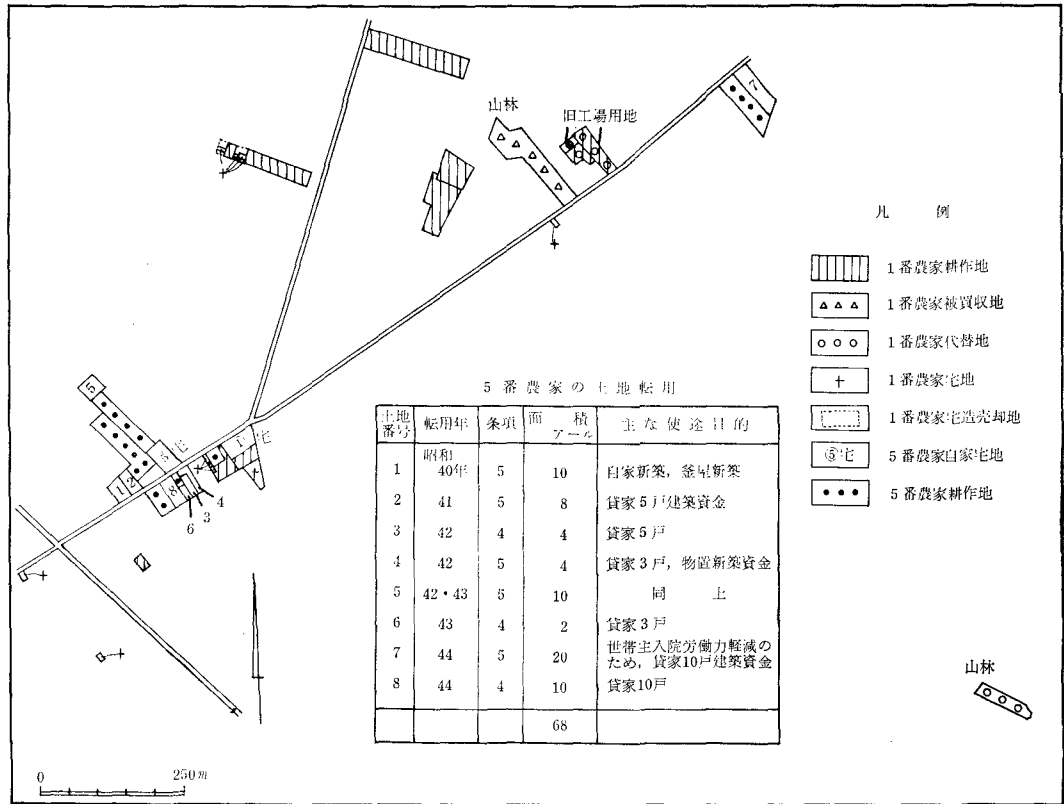 山林
旧工場用地
7
凡 例
1番農家耕作地
1番農家被買収地
1番農家代替地
1番農家宅地
1番農家宅造売却地
⑤宅 5番農家自家宅地
5番農家耕作地
5
宅
宅
1 2
8
4
3
6
5番農家の土地転用
土地番号 転用年 条項 面積アール 主な使途目的
1 昭和40年 5 10 自家新築，釜屋新築
2 41 5 8 貸家5戸建築資金
3 42 4 4 貸家5戸
4 42 5 4 貸家3戸，物置新築資金
5 42・43 5 10 同上
6 43 4 2 貸家3戸
7 44 5 20 世帯主入院労働力軽減の
ため，貸家10戸建築資金
8 44 4 10 貸家10戸
68
山林
0 250m